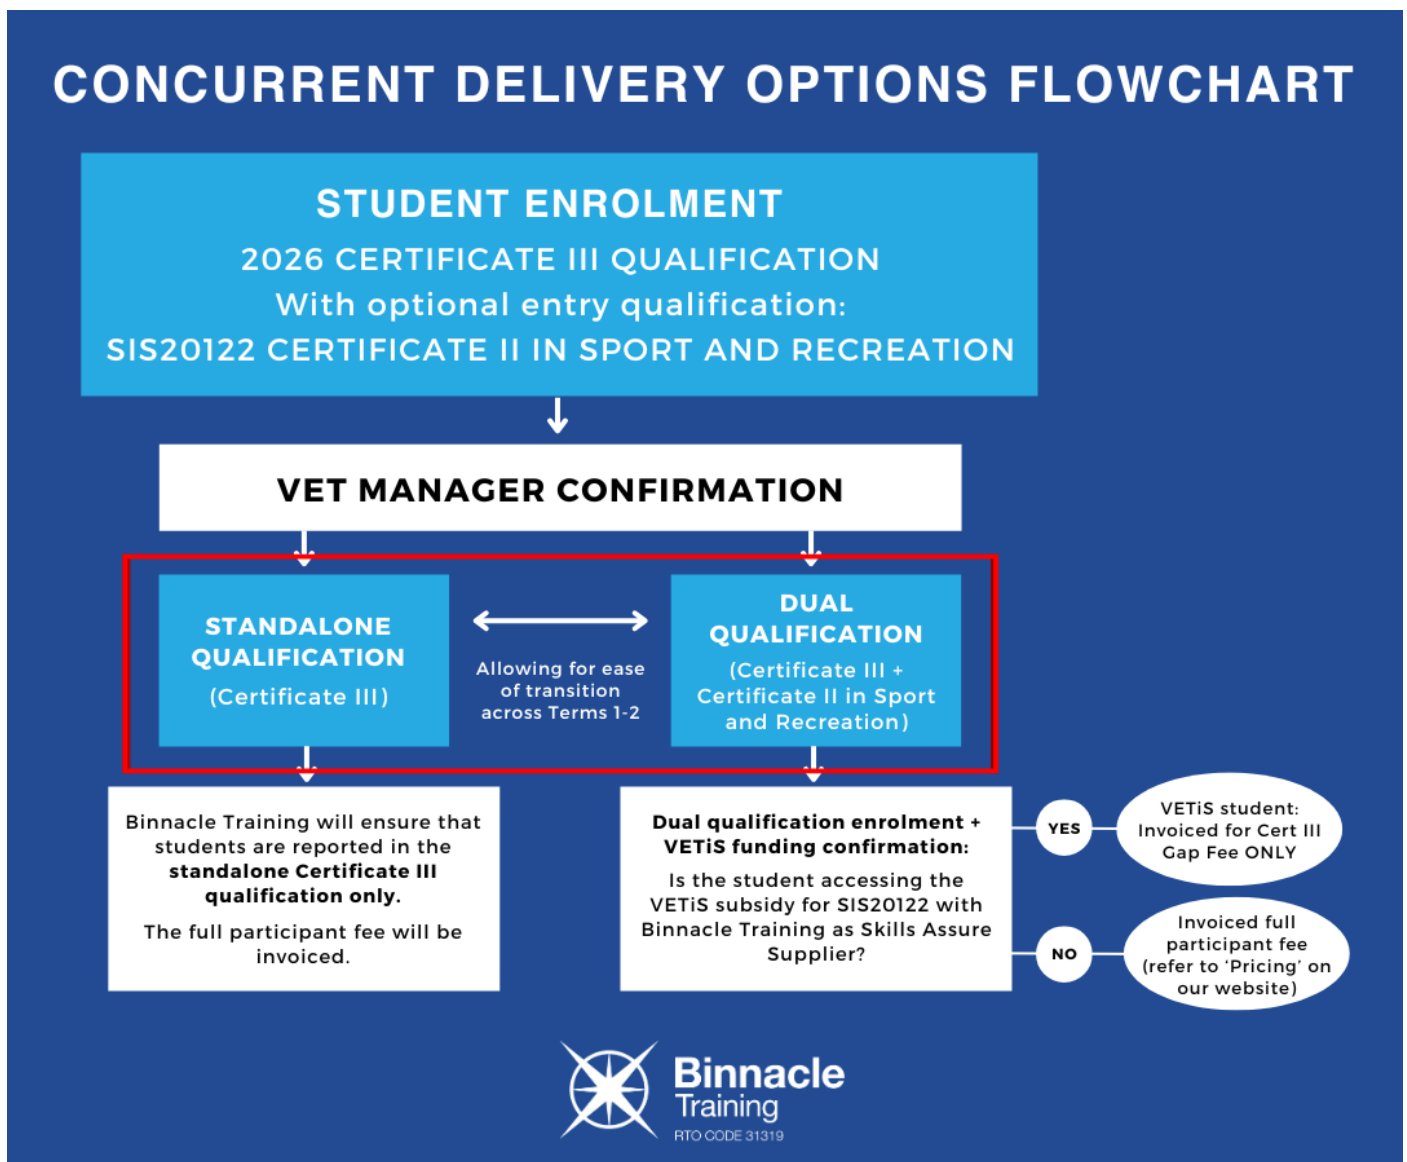 CONCURRENT DELIVERY OPTIONS FLOWCHART
STUDENT ENROLMENT
2026 CERTIFICATE III QUALIFICATION
With optional entry qualification:
SIS20122 CERTIFICATE II IN SPORT AND RECREATION
VET MANAGER CONFIRMATION
STANDALONE
QUALIFICATION
(Certificate III)
Allowing for ease
of transition
across Terms 1-2
DUAL
QUALIFICATION
(Certificate III +
Certificate II in Sport
and Recreation)
Binnacle Training will ensure that
students are reported in the
standalone Certificate III
qualification only.
The full participant fee will be
invoiced.
Dual qualification enrolment +
VETiS funding confirmation:
Is the student accessing the
VETiS subsidy for SIS20122 with
Binnacle Training as Skills Assure
Supplier?
YES
VETiS student:
Invoiced for Cert III
Gap Fee ONLY
NO
Invoiced full
participant fee
(refer to ‘Pricing’ on
our website)
Binnacle
Training
RTO CODE 31319